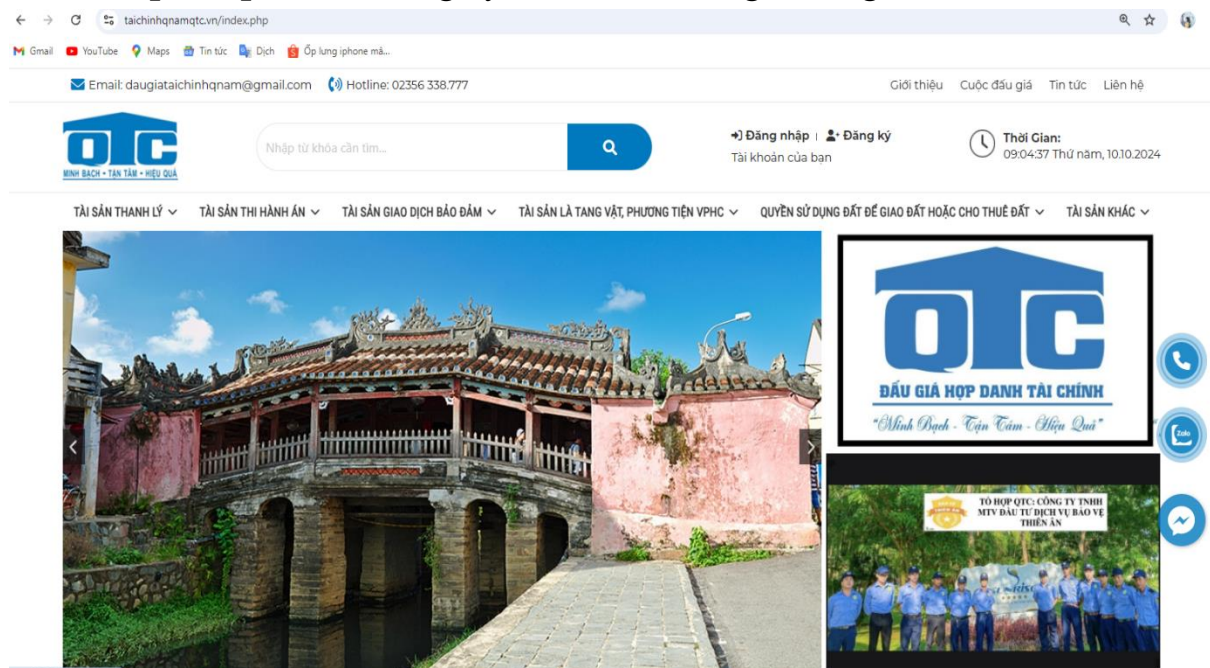 taichinhqnamqtc.vn/index.php
Gmail YouTube Maps Tin tức Dịch Ốp lưng iphone mã...
Email: daugiataichinhqnam@gmail.com Hotline: 02356 338.777 Giới thiệu Cuộc đấu giá Tin tức Liên hệ
QTC
MINH BẠCH - TẬN TÂM - HIỆU QUẢ
Nhập từ khóa cần tìm...
Đăng nhập | Đăng ký
Tài khoản của bạn
Thời Gian:
09:04:37 Thứ năm, 10.10.2024
TÀI SẢN THANH LÝ TÀI SẢN THI HÀNH ÁN TÀI SẢN GIAO DỊCH BẢO ĐẢM TÀI SẢN LÀ TANG VẬT, PHƯƠNG TIỆN VPHC QUYỀN SỬ DỤNG ĐẤT ĐỂ GIAO ĐẤT HOẶC CHO THUÊ ĐẤT TÀI SẢN KHÁC
QTC
ĐẤU GIÁ HỢP DANH TÀI CHÍNH
"Minh Bạch - Tận Tâm - Hiệu Quả"
Zalo
TỔ HỢP QTC: CÔNG TY TNHH
MTV ĐẦU TƯ DỊCH VỤ BẢO VỆ
THIÊN ÂN